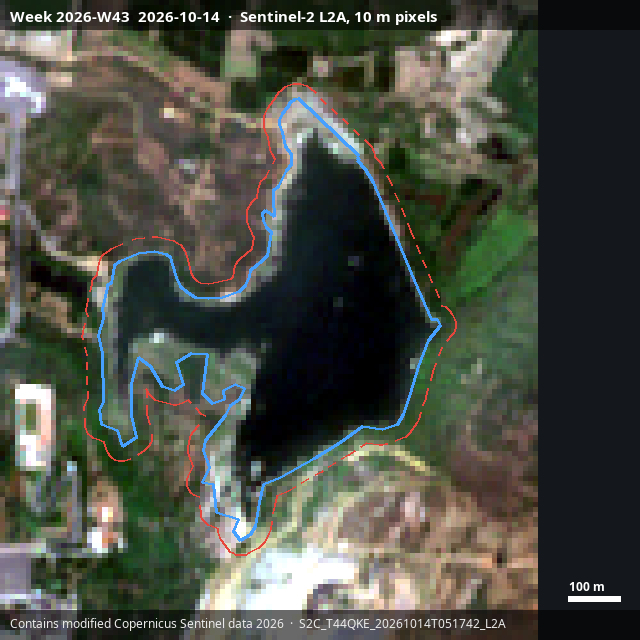 Week 2026-W43  2026-10-14  ·  Sentinel-2 L2A, 10 m pixels
100 m
Contains modified Copernicus Sentinel data 2026  ·  S2C_T44QKE_20261014T051742_L2A